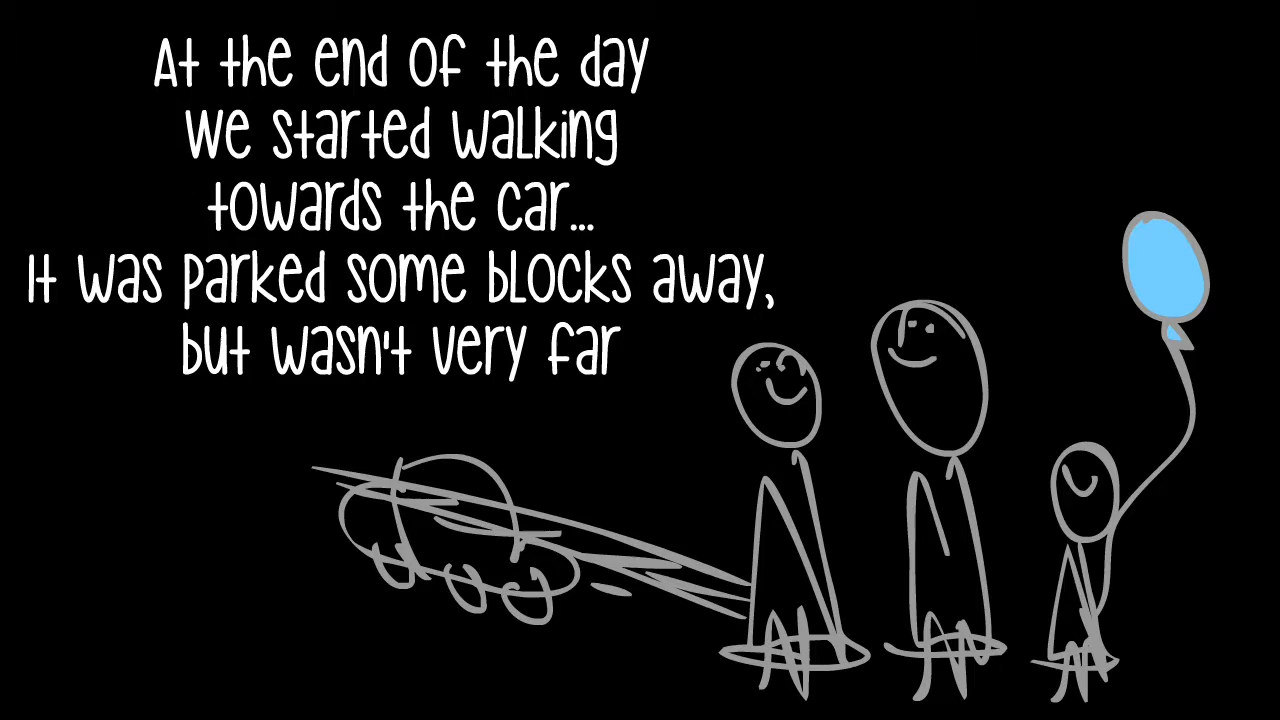 At the end of the day
we started walking
towards the car...
It was parked some blocks away,
but wasn't very far